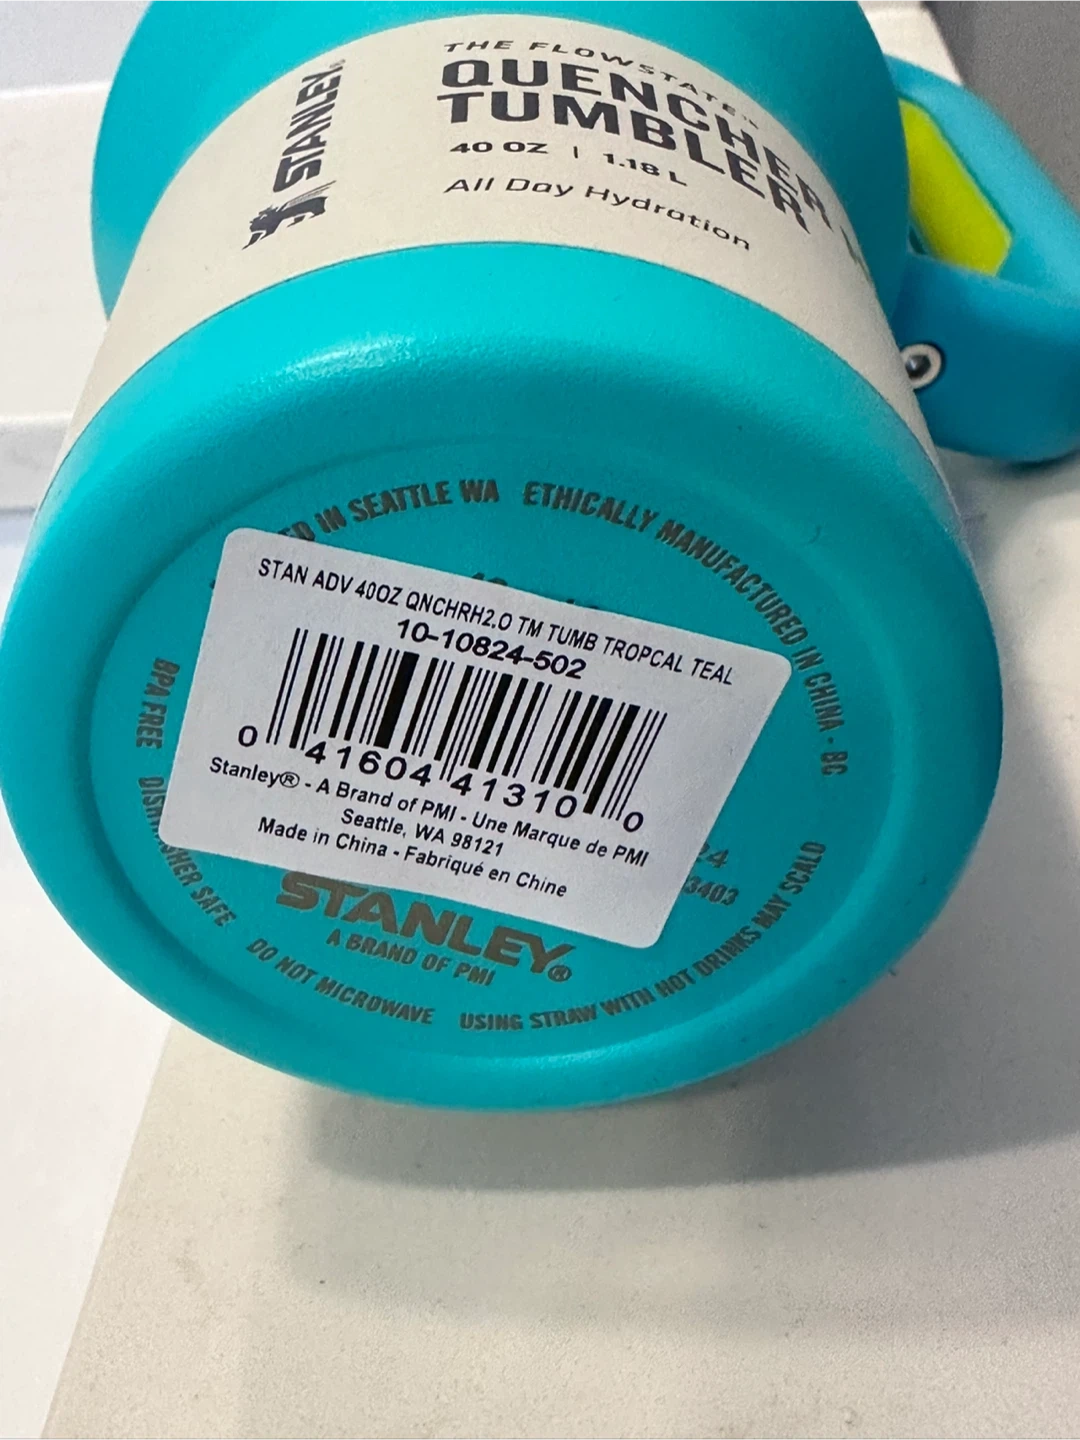 STANLEY®
THE FLOWSTATE™
QUENCHER
TUMBLER
40 OZ | 1.18 L
All Day Hydration
IN SEATTLE WA ETHICALLY MANUFACTURED IN CHINA - BC
STAN ADV 40OZ QNCHRH2.O TM TUMB TROPCAL TEAL
10-10824-502
0 41604 41310 0
Stanley® - A Brand of PMI - Une Marque de PMI
Seattle, WA 98121
Made in China - Fabriqué en Chine
3403
STANLEY®
A BRAND OF PMI
BPA FREE
SAFE
DO NOT MICROWAVE
USING STRAW WITH HOT DRINKS MAY SCALD